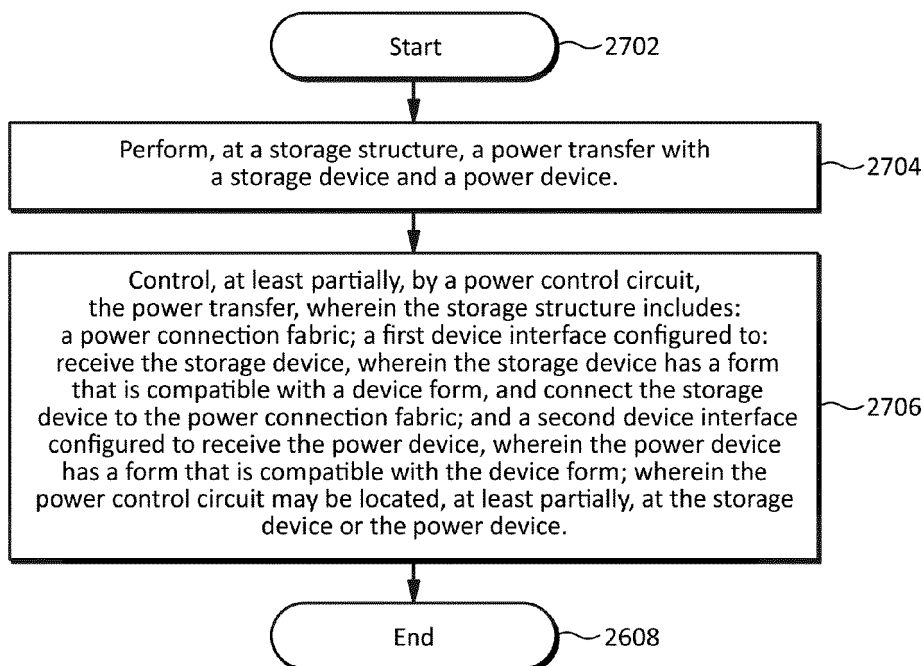 Start
2702
Perform, at a storage structure, a power transfer with
a storage device and a power device.
2704
Control, at least partially, by a power control circuit,
the power transfer, wherein the storage structure includes:
a power connection fabric; a first device interface configured to:
receive the storage device, wherein the storage device has a form
that is compatible with a device form, and connect the storage
device to the power connection fabric; and a second device interface
configured to receive the power device, wherein the power device
has a form that is compatible with the device form; wherein the
power control circuit may be located, at least partially, at the storage
device or the power device.
2706
End
2608